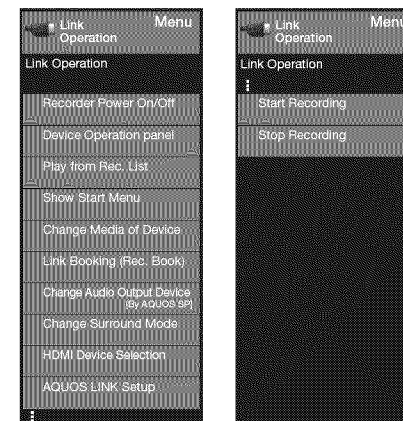 Link Operation
Menu
Link Operation
Recorder Power On/Off
Device Operation panel
Play from Rec. List
Show Start Menu
Change Media of Device
Link Booking (Rec. Book)
Change Audio Output Device
(By AQUOS SP)
Change Surround Mode
HDMI Device Selection
AQUOS LINK Setup
Link Operation
Menu
Link Operation
Start Recording
Stop Recording